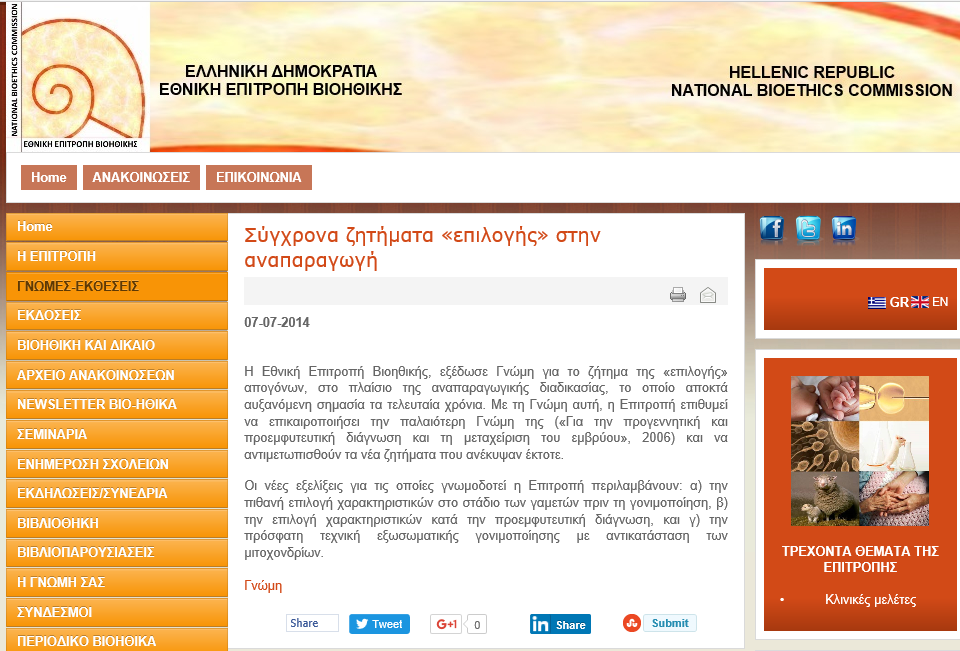 NATIONAL BIOETHICS COMMISSION
ΕΘΝΙΚΗ ΕΠΙΤΡΟΠΗ ΒΙΟΗΘΙΚΗΣ
ΕΛΛΗΝΙΚΗ ΔΗΜΟΚΡΑΤΙΑ
ΕΘΝΙΚΗ ΕΠΙΤΡΟΠΗ ΒΙΟΗΘΙΚΗΣ
HELLENIC REPUBLIC
NATIONAL BIOETHICS COMMISSION
Home
ΑΝΑΚΟΙΝΩΣΕΙΣ
ΕΠΙΚΟΙΝΩΝΙΑ
Home
Η ΕΠΙΤΡΟΠΗ
ΓΝΩΜΕΣ-ΕΚΘΕΣΕΙΣ
ΕΚΔΟΣΕΙΣ
ΒΙΟΗΘΙΚΗ ΚΑΙ ΔΙΚΑΙΟ
ΑΡΧΕΙΟ ΑΝΑΚΟΙΝΩΣΕΩΝ
NEWSLETTER ΒΙΟ-ΗΘΙΚΑ
ΣΕΜΙΝΑΡΙΑ
ΕΝΗΜΕΡΩΣΗ ΣΧΟΛΕΙΩΝ
ΕΚΔΗΛΩΣΕΙΣ/ΣΥΝΕΔΡΙΑ
ΒΙΒΛΙΟΘΗΚΗ
ΒΙΒΛΙΟΠΑΡΟΥΣΙΑΣΕΙΣ
Η ΓΝΩΜΗ ΣΑΣ
ΣΥΝΔΕΣΜΟΙ
ΠΕΡΙΟΔΙΚΟ ΒΙΟΗΘΙΚΑ
Σύγχρονα ζητήματα «επιλογής» στην
αναπαραγωγή
07-07-2014
Η Εθνική Επιτροπή Βιοηθικής, εξέδωσε Γνώμη για το ζήτημα της «επιλογής»
απογόνων, στο πλαίσιο της αναπαραγωγικής διαδικασίας, το οποίο αποκτά
αυξανόμενη σημασία τα τελευταία χρόνια. Με τη Γνώμη αυτή, η Επιτροπή επιθυμεί
να επικαιροποιήσει την παλαιότερη Γνώμη της («Για την προγεννητική και
προεμφυτευτική διάγνωση και τη μεταχείριση του εμβρύου», 2006) και να
αντιμετωπισθούν τα νέα ζητήματα που ανέκυψαν έκτοτε.
Οι νέες εξελίξεις για τις οποίες γνωμοδοτεί η Επιτροπή περιλαμβάνουν: α) την
πιθανή επιλογή χαρακτηριστικών στο στάδιο των γαμετών πριν τη γονιμοποίηση, β)
την επιλογή χαρακτηριστικών κατά την προεμφυτευτική διάγνωση, και γ) την
πρόσφατη τεχνική εξωσωματικής γονιμοποίησης με αντικατάσταση των
μιτοχονδρίων.
Γνώμη
Share
Tweet
G+1
0
in Share
Submit
f
t
in
GR
EN
ΤΡΕΧΟΝΤΑ ΘΕΜΑΤΑ ΤΗΣ
ΕΠΙΤΡΟΠΗΣ
• Κλινικές μελέτες